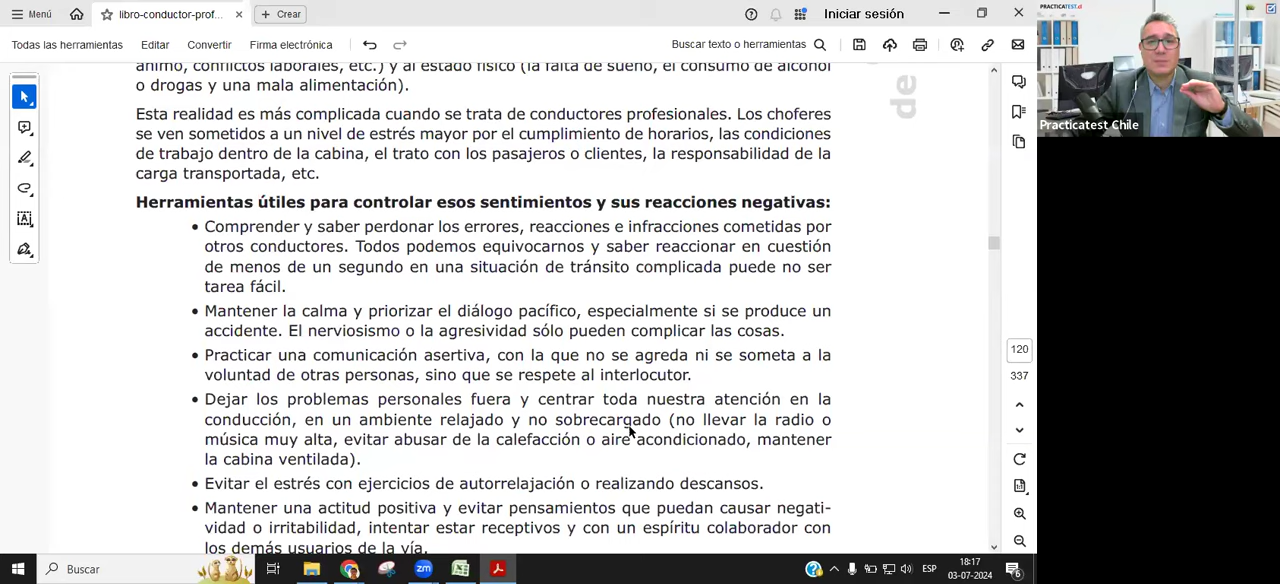 Menú
libro-conductor-prof...
Crear
Iniciar sesión
Todas las herramientas
Editar
Convertir
Firma electrónica
Buscar texto o herramientas
ánimo, conflictos laborales, etc.) y al estado físico (la falta de sueño, el consumo de alcohol
o drogas y una mala alimentación).
de
Esta realidad es más complicada cuando se trata de conductores profesionales. Los choferes
se ven sometidos a un nivel de estrés mayor por el cumplimiento de horarios, las condiciones
de trabajo dentro de la cabina, el trato con los pasajeros o clientes, la responsabilidad de la
carga transportada, etc.
Herramientas útiles para controlar esos sentimientos y sus reacciones negativas:
• Comprender y saber perdonar los errores, reacciones e infracciones cometidas por
otros conductores. Todos podemos equivocarnos y saber reaccionar en cuestión
de menos de un segundo en una situación de tránsito complicada puede no ser
tarea fácil.
• Mantener la calma y priorizar el diálogo pacífico, especialmente si se produce un
accidente. El nerviosismo o la agresividad sólo pueden complicar las cosas.
• Practicar una comunicación asertiva, con la que no se agreda ni se someta a la
voluntad de otras personas, sino que se respete al interlocutor.
• Dejar los problemas personales fuera y centrar toda nuestra atención en la
conducción, en un ambiente relajado y no sobrecargado (no llevar la radio o
música muy alta, evitar abusar de la calefacción o aire acondicionado, mantener
la cabina ventilada).
• Evitar el estrés con ejercicios de autorrelajación o realizando descansos.
• Mantener una actitud positiva y evitar pensamientos que puedan causar negati-
vidad o irritabilidad, intentar estar receptivos y con un espíritu colaborador con
los demás usuarios de la vía.
120
337
PRACTICATEST.cl
Practicatest Chile
Buscar
zm
ESP
18:17
03-07-2024
6